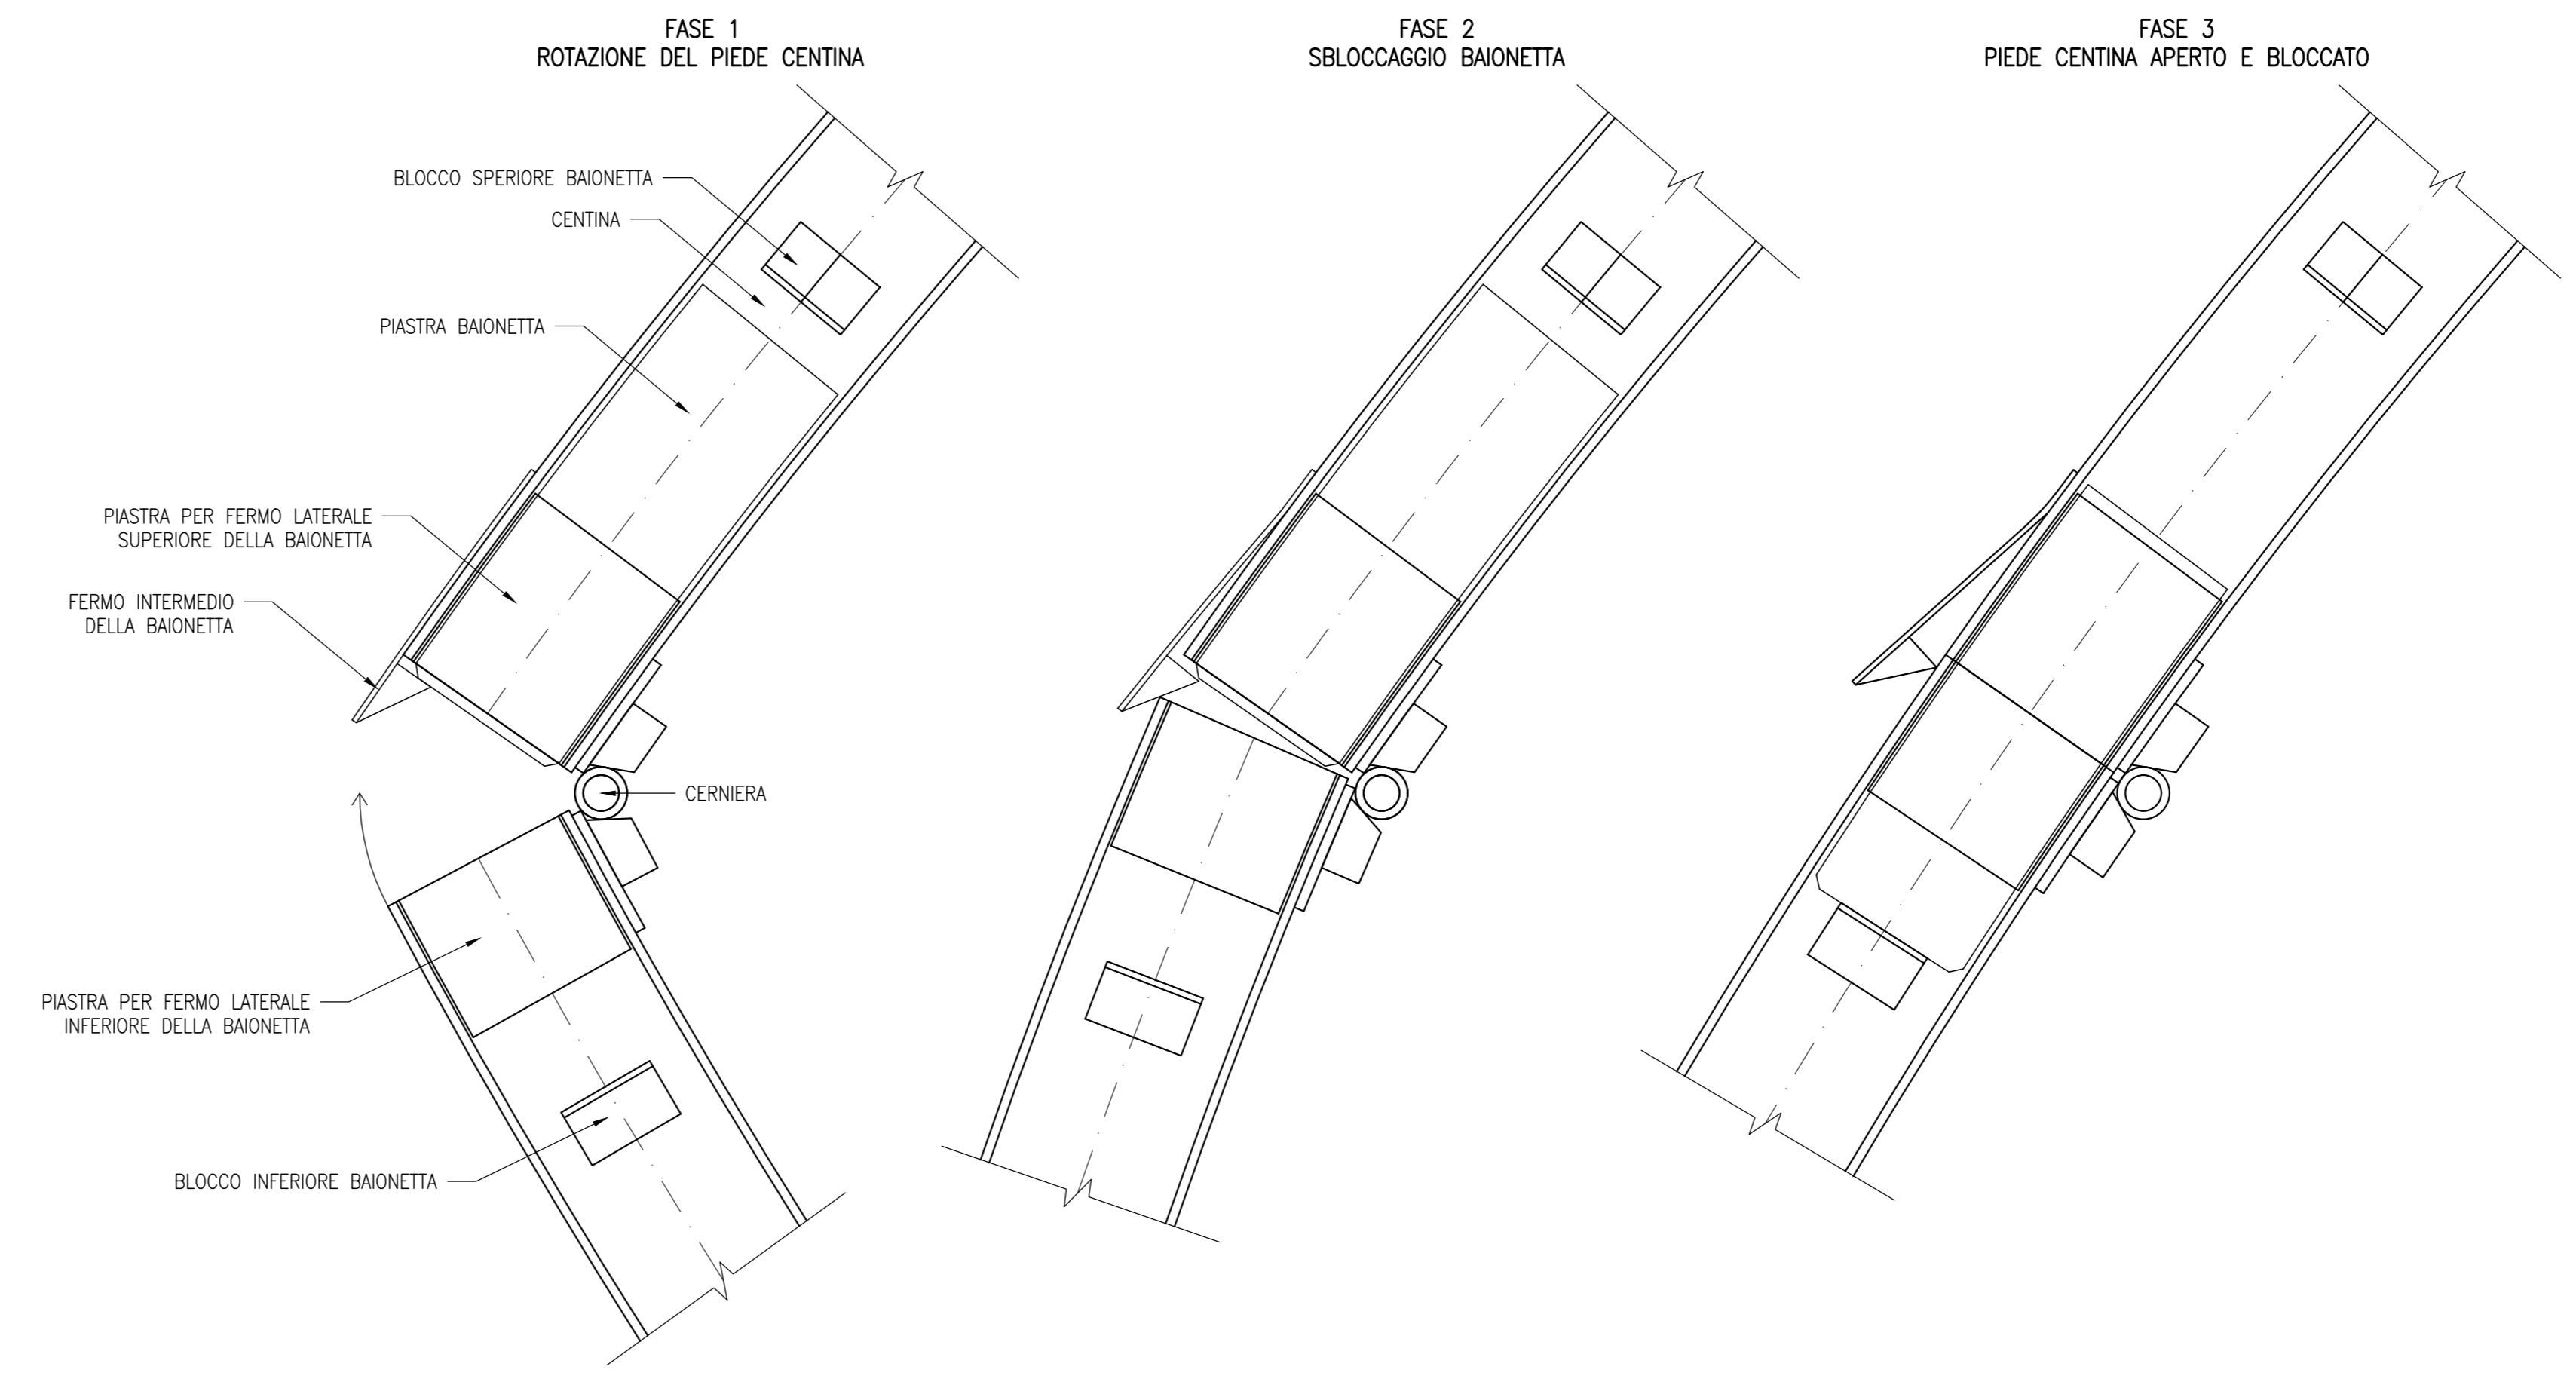 FASE 1
ROTAZIONE DEL PIEDE CENTINA
FASE 2
SBLOCCAGGIO BAIONETTA
FASE 3
PIEDE CENTINA APERTO E BLOCCATO
BLOCCO SPERIORE BAIONETTA
CENTINA
PIASTRA BAIONETTA
PIASTRA PER FERMO LATERALE
SUPERIORE DELLA BAIONETTA
FERMO INTERMEDIO
DELLA BAIONETTA
CERNIERA
PIASTRA PER FERMO LATERALE
INFERIORE DELLA BAIONETTA
BLOCCO INFERIORE BAIONETTA